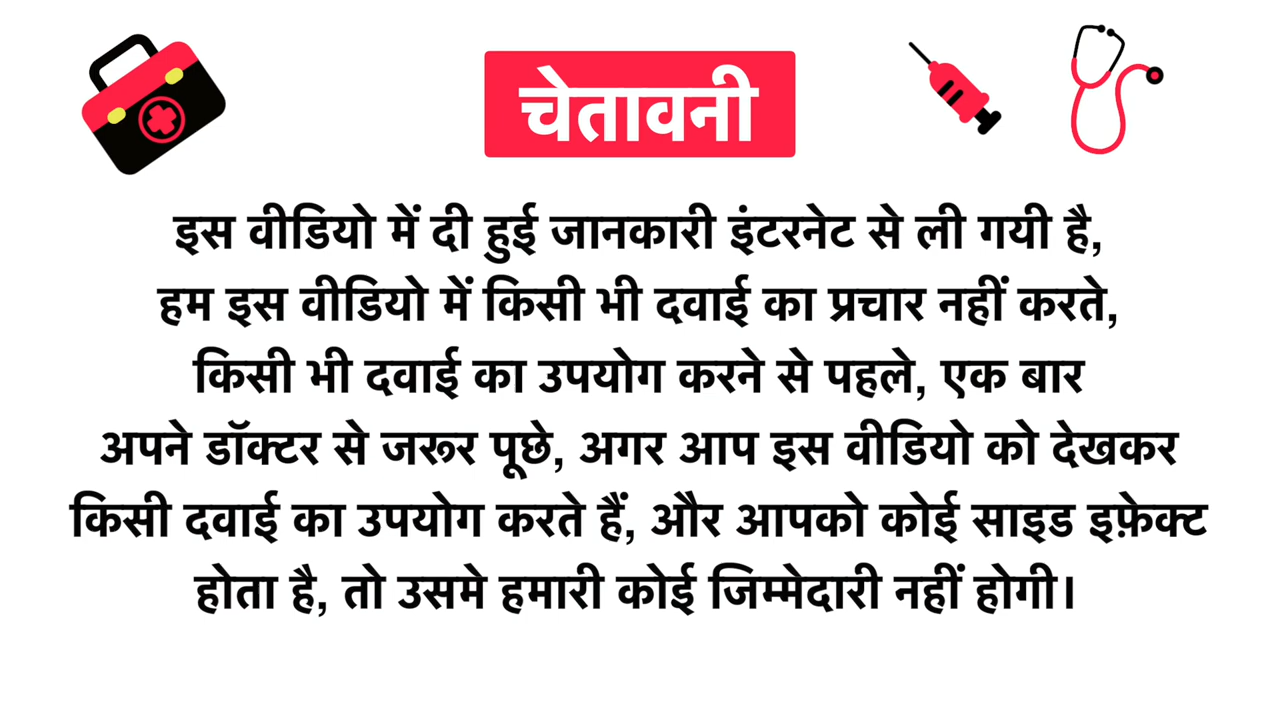 चेतावनी
इस वीडियो में दी हुई जानकारी इंटरनेट से ली गयी है,
हम इस वीडियो में किसी भी दवाई का प्रचार नहीं करते,
किसी भी दवाई का उपयोग करने से पहले, एक बार
अपने डॉक्टर से जरूर पूछे, अगर आप इस वीडियो को देखकर
किसी दवाई का उपयोग करते हैं, और आपको कोई साइड इफ़ेक्ट
होता है, तो उसमे हमारी कोई जिम्मेदारी नहीं होगी।